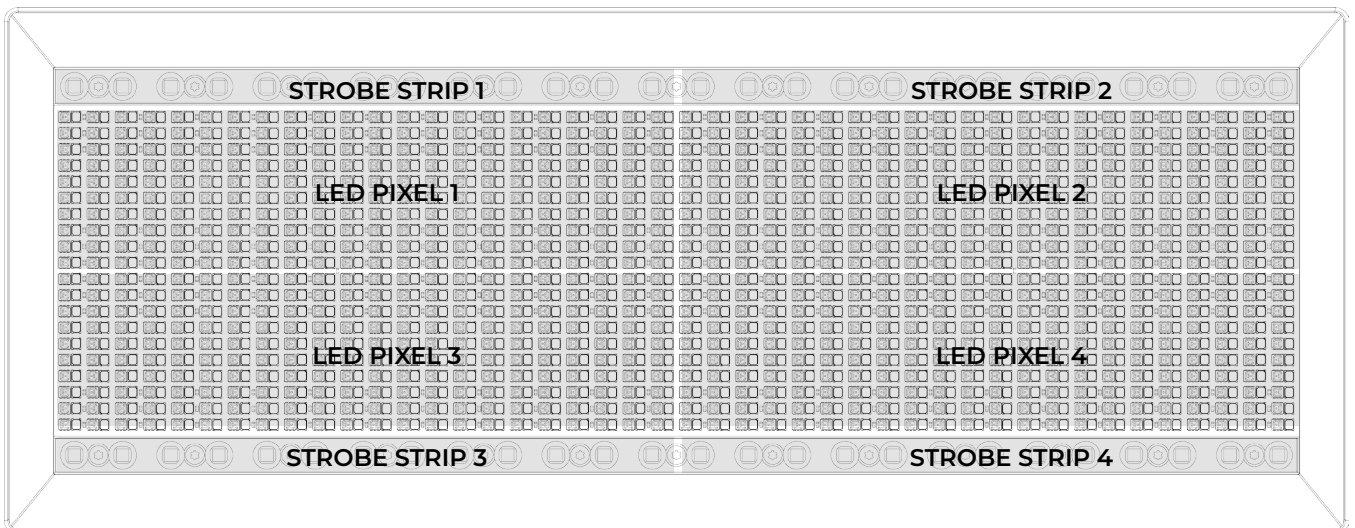 STROBE STRIP 1
STROBE STRIP 2
LED PIXEL 1
LED PIXEL 2
LED PIXEL 3
LED PIXEL 4
STROBE STRIP 3
STROBE STRIP 4